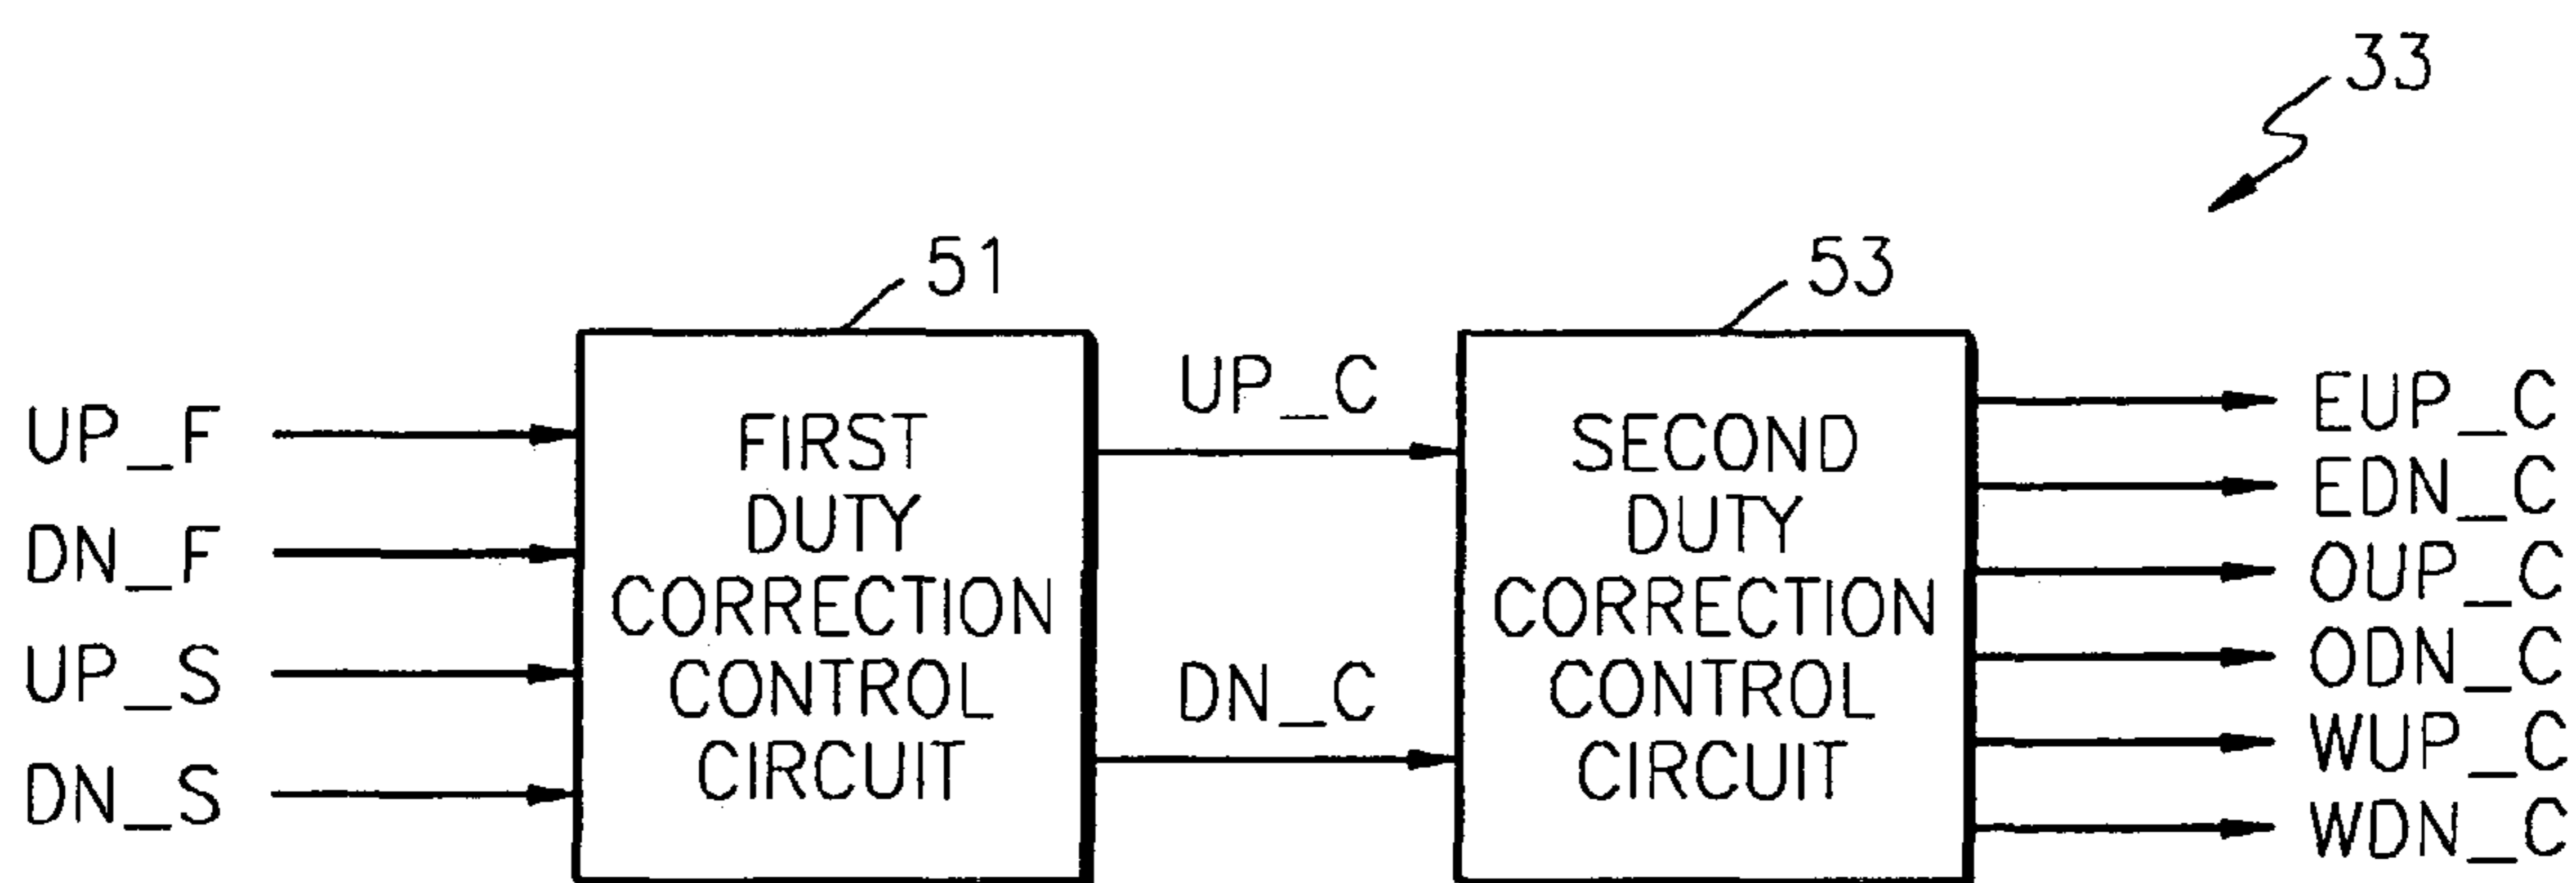 33
51
53
UP_F
DN_F
UP_S
DN_S
FIRST
DUTY
CORRECTION
CONTROL
CIRCUIT
UP_C
DN_C
SECOND
DUTY
CORRECTION
CONTROL
CIRCUIT
EUP_C
EDN_C
OUP_C
ODN_C
WUP_C
WDN_C